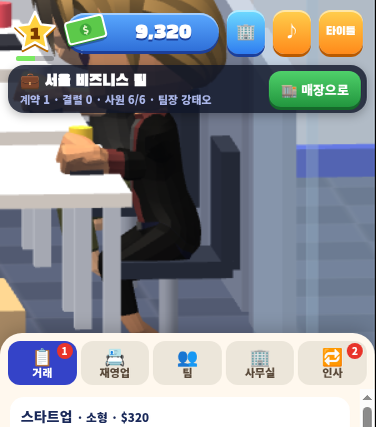 1
9,320
타이틀
서울 비즈니스 팀
계약 1 · 결렬 0 · 사원 6/6 · 팀장 강태오
매장으로
1
2
거래
재영업
팀
사무실
인사
스타트업 · 소형 · $320